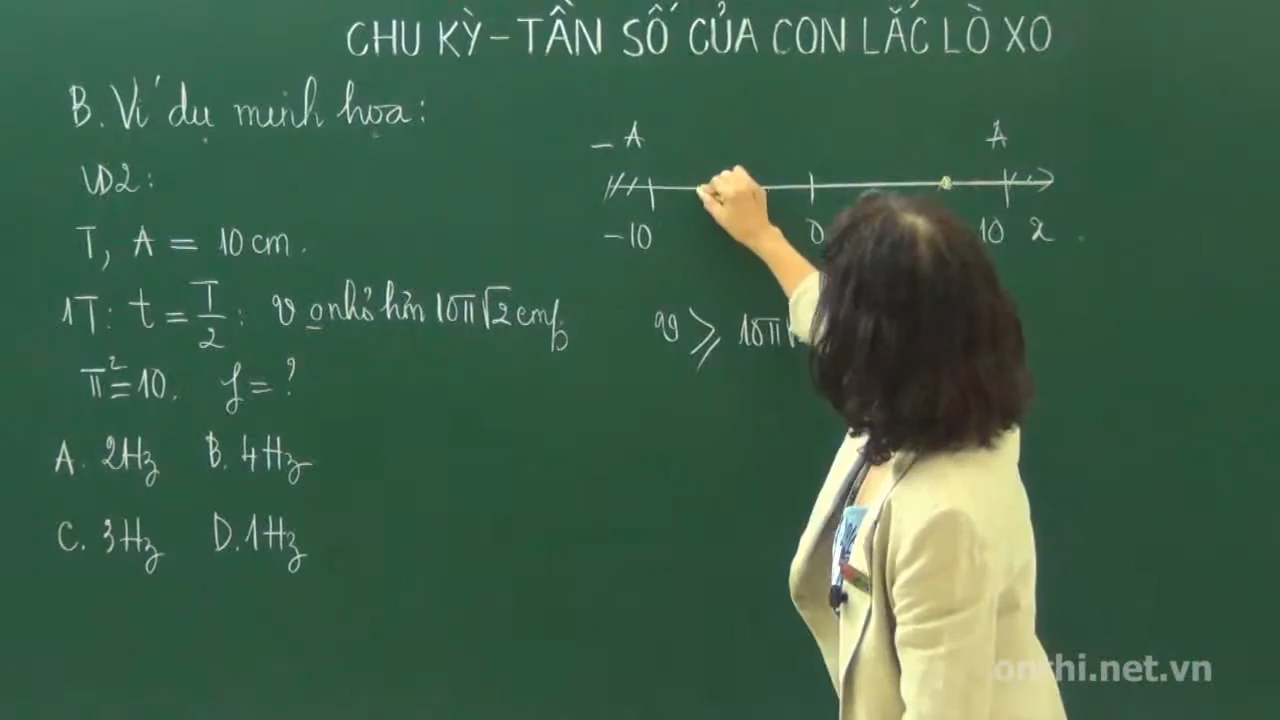 CHU KỲ - TẦN SỐ CỦA CON LẮC LÒ XO
B. Ví dụ minh họa:
VD2:
T, A = 10 cm.
1T: t = T/2 : v o nhỏ hơn 10π√2 cm/s
π² = 10. f = ?
A. 2Hz B. 4Hz
C. 3Hz D. 1Hz
-A A
-10 0 10 x
v ⩾ 10π
onthi.net.vn